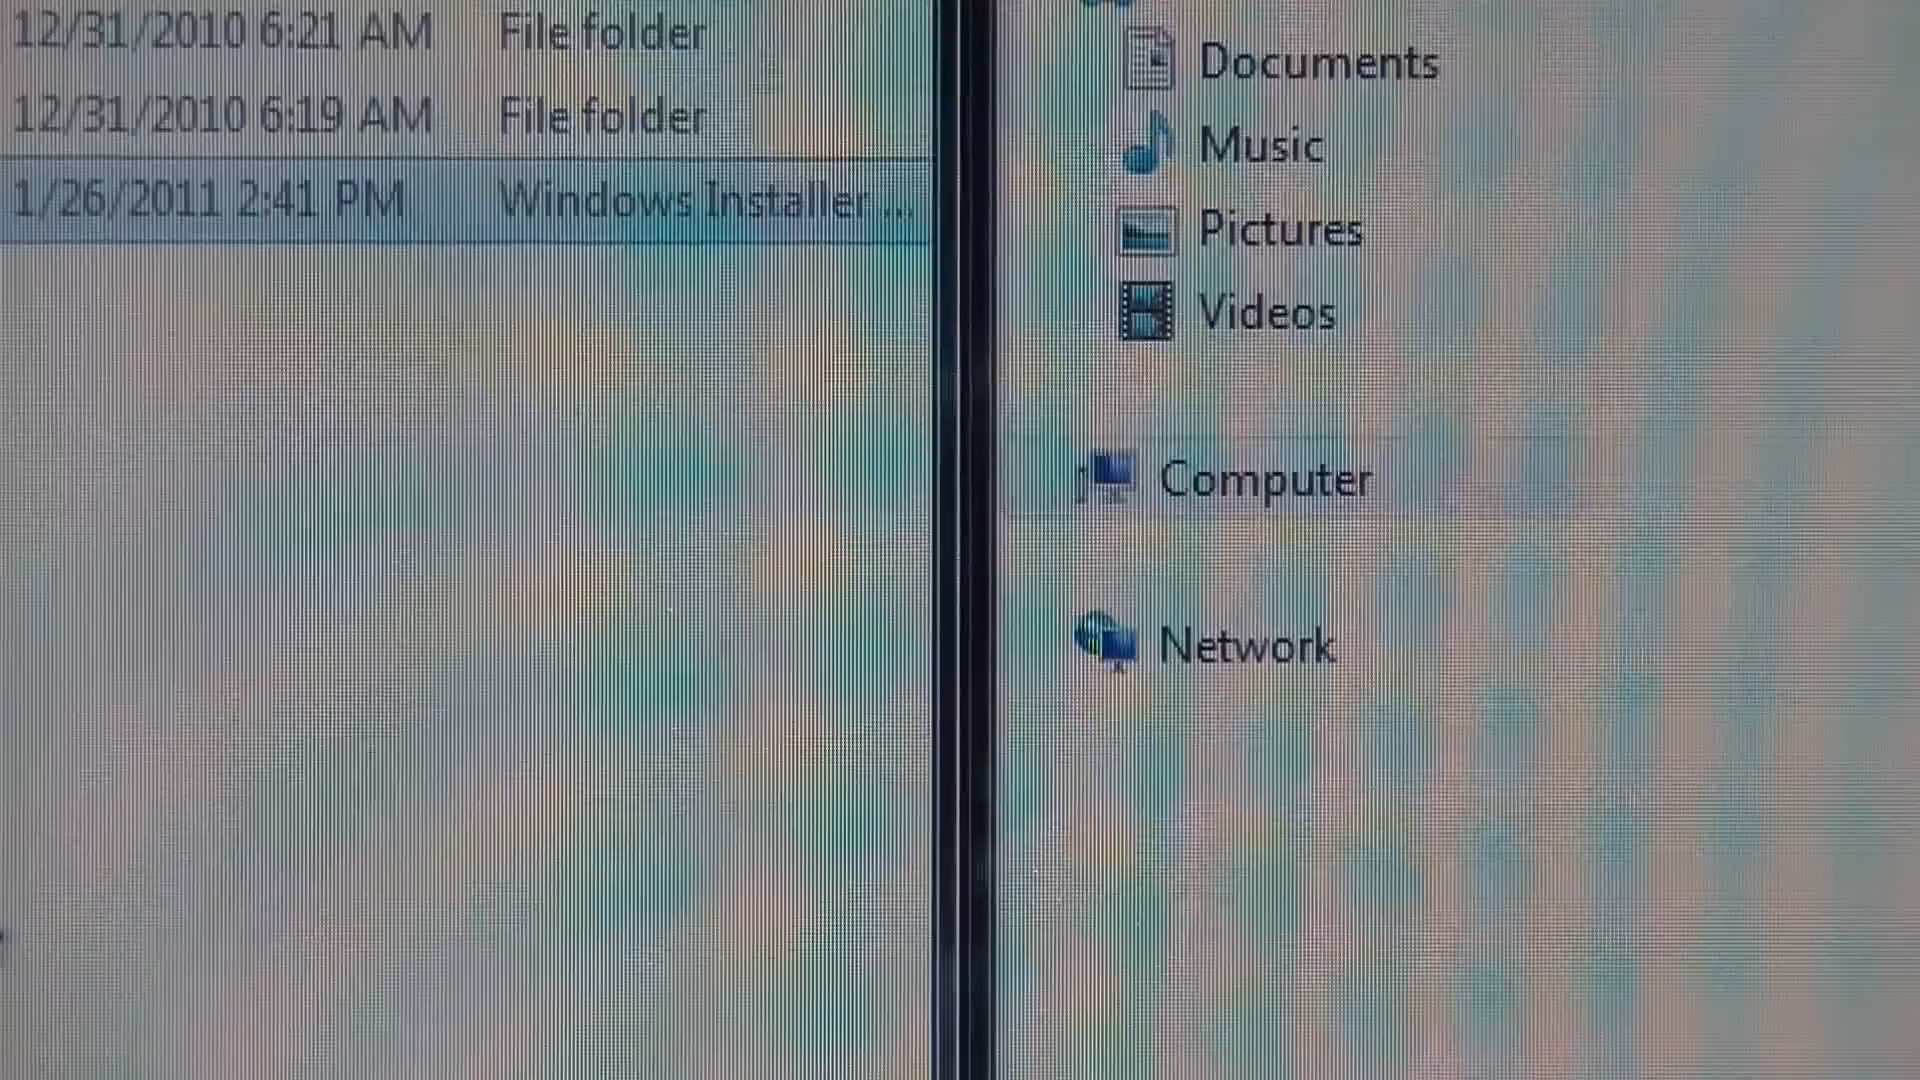 12/31/2010 6:21 AM File folder
12/31/2010 6:19 AM File folder
1/26/2011 2:41 PM Windows Installer ...
Documents
Music
Pictures
Videos
Computer
Network